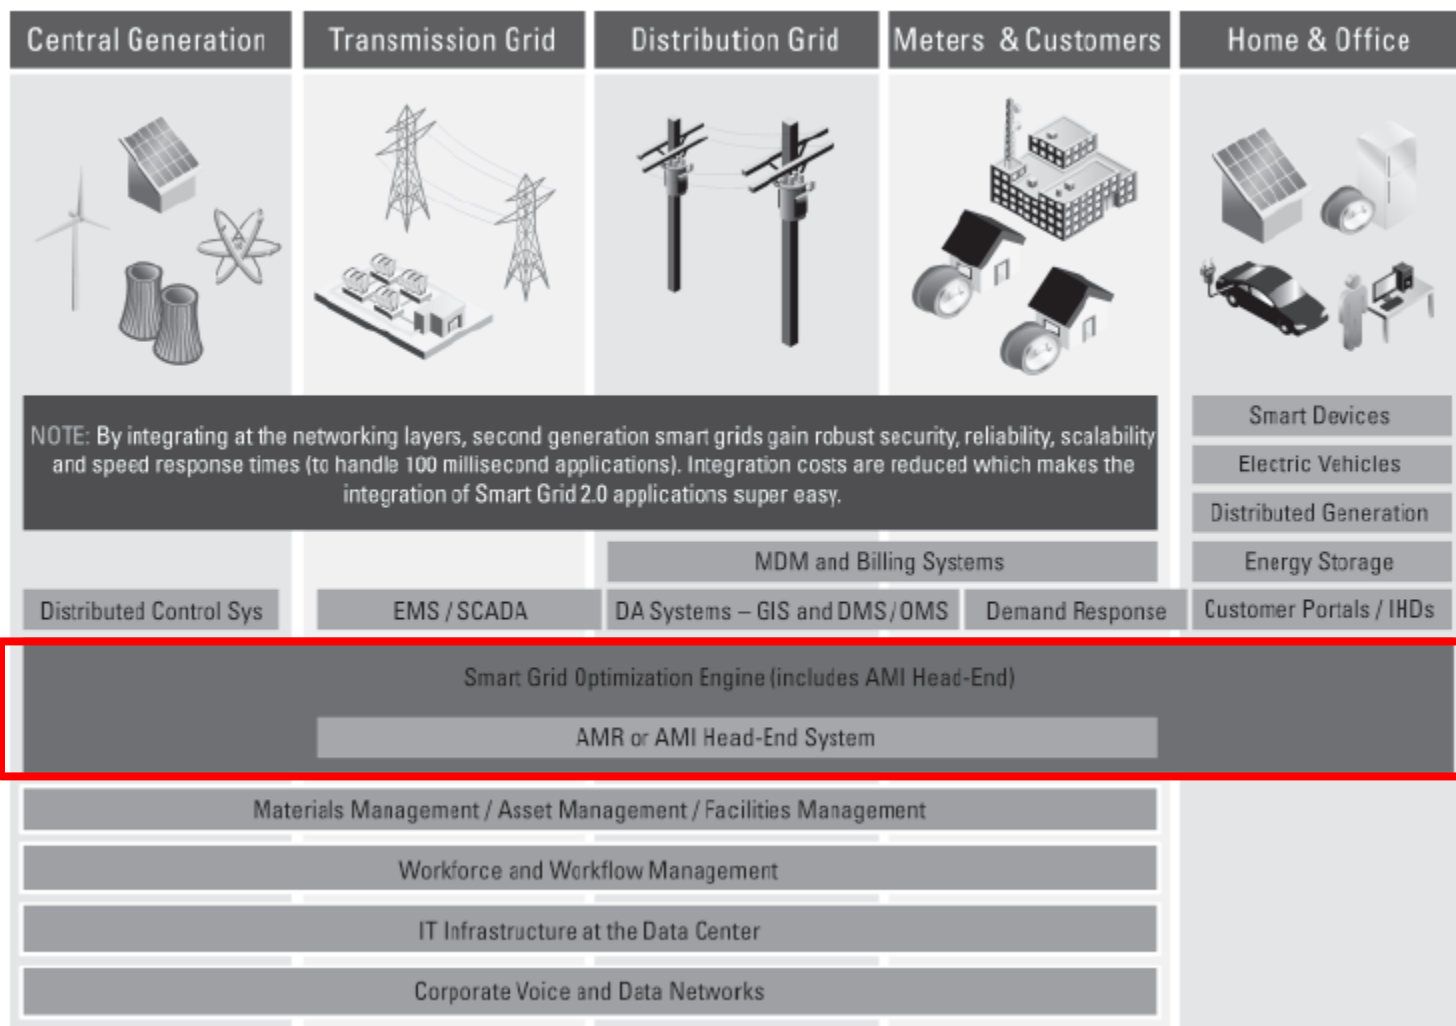 Central Generation
Transmission Grid
Distribution Grid
Meters & Customers
Home & Office
NOTE: By integrating at the networking layers, second generation smart grids gain robust security, reliability, scalability
and speed response times (to handle 100 millisecond applications). Integration costs are reduced which makes the
integration of Smart Grid 2.0 applications super easy.
Smart Devices
Electric Vehicles
Distributed Generation
MDM and Billing Systems
Energy Storage
Distributed Control Sys
EMS / SCADA
DA Systems – GIS and DMS/OMS
Demand Response
Customer Portals / IHDs
Smart Grid Optimization Engine (includes AMI Head-End)
AMR or AMI Head-End System
Materials Management / Asset Management / Facilities Management
Workforce and Workflow Management
IT Infrastructure at the Data Center
Corporate Voice and Data Networks